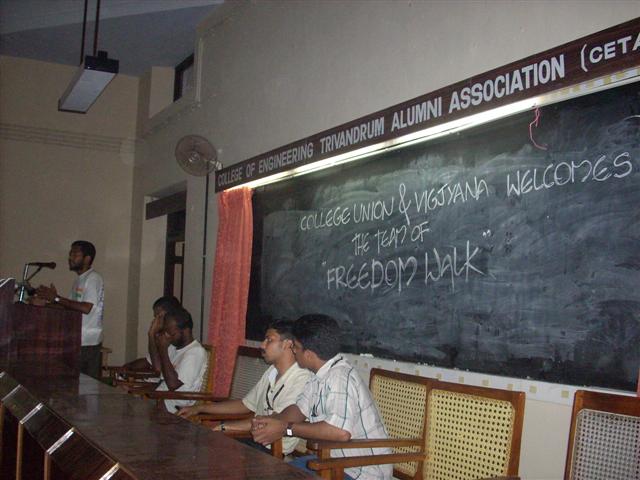 COLLEGE OF ENGINEERING TRIVANDRUM ALUMNI ASSOCIATION (CETA
COLLEGE UNION & VIGJYANA WELCOMES
THE TEAM OF
"FREEDOM WALK"